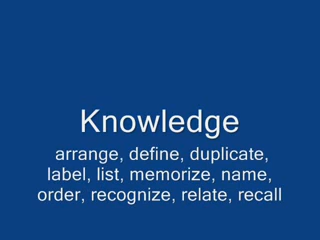 Knowledge
arrange, define, duplicate,
label, list, memorize, name,
order, recognize, relate, recall